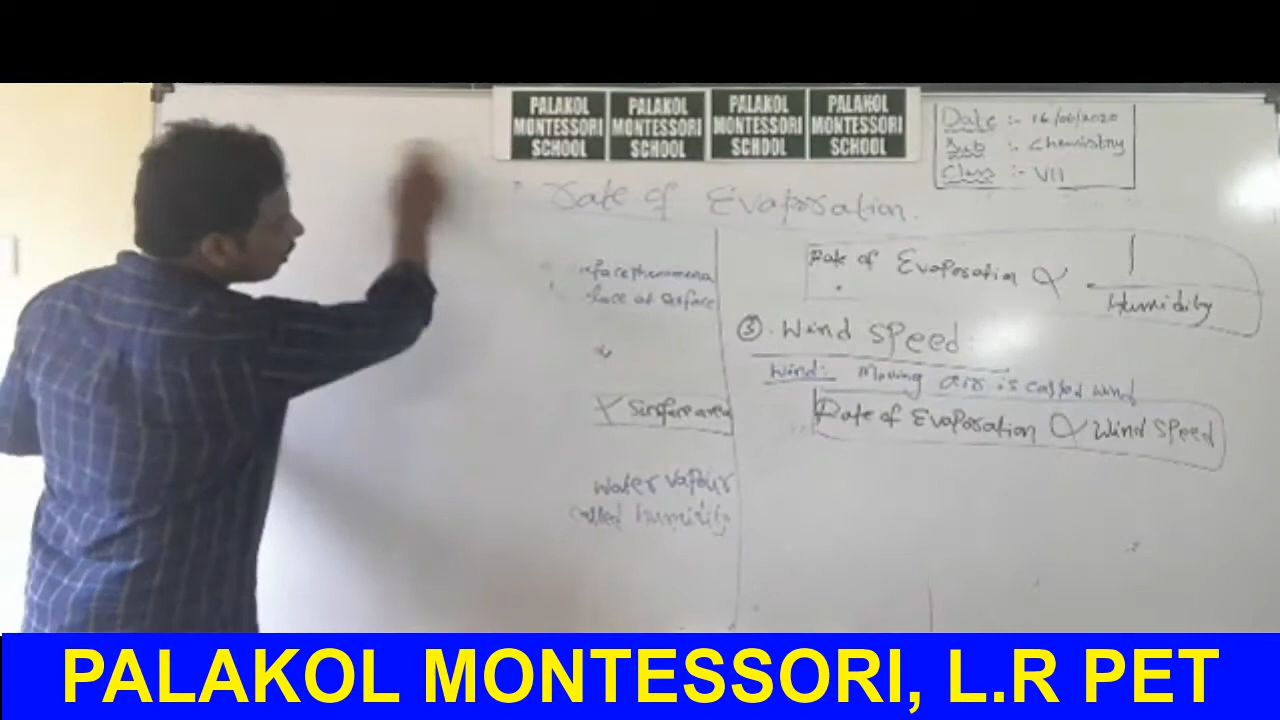 PALAKOL MONTESSORI SCHOOL
PALAKOL MONTESSORI SCHOOL
PALAKOL MONTESSORI SCHOOL
PALAKOL MONTESSORI SCHOOL
Date :- 16/06/2020
Sub :- Chemistry
Class :- VII
Rate of Evaporation.
rface phenomena
place at surface
∝ Surface area
Water vapour
called humidity
Rate of Evaporation ∝ 1
Humidity
③. Wind Speed:
Wind:- Moving air is called wind
Rate of Evaporation ∝ Wind Speed
PALAKOL MONTESSORI, L.R PET